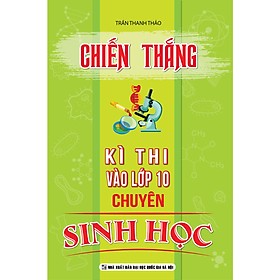 TRẦN THANH THẢO
CHIẾN THẮNG
KÌ THI
VÀO LỚP 10
CHUYÊN
SINH HỌC
NHÀ XUẤT BẢN ĐẠI HỌC QUỐC GIA HÀ NỘI